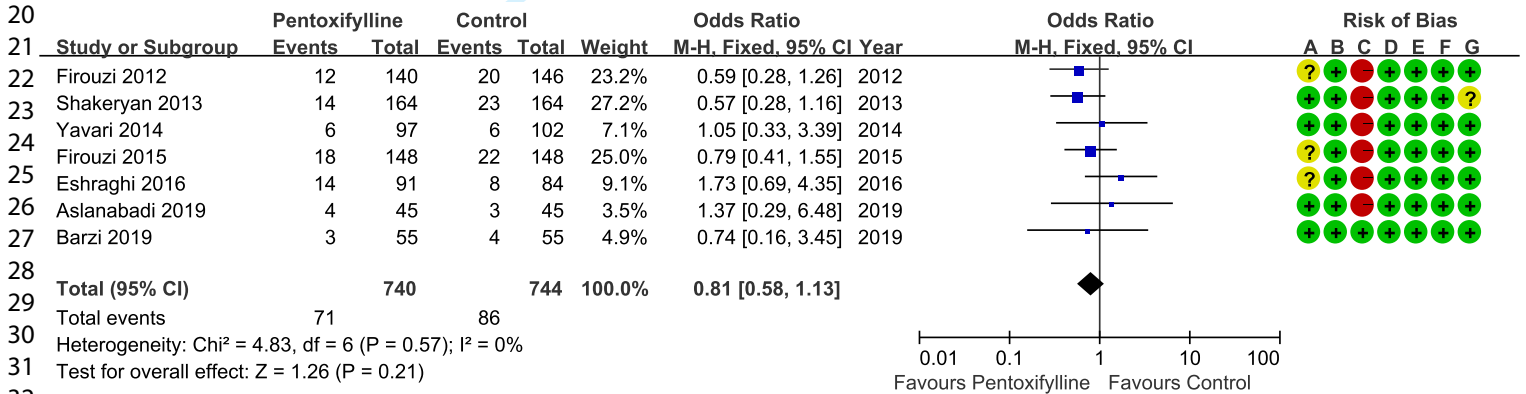 20 Pentoxifylline Control Odds Ratio Odds Ratio Risk of Bias
21 Study or Subgroup Events Total Events Total Weight M-H, Fixed, 95% CI Year M-H, Fixed, 95% CI A B C D E F G
22 Firouzi 2012 12 140 20 146 23.2% 0.59 [0.28, 1.26] 2012 ? + - + + + +
23 Shakeryan 2013 14 164 23 164 27.2% 0.57 [0.28, 1.16] 2013 + + - + + + ?
Yavari 2014 6 97 6 102 7.1% 1.05 [0.33, 3.39] 2014 + + - + + + +
24 Firouzi 2015 18 148 22 148 25.0% 0.79 [0.41, 1.55] 2015 ? + - + + + +
25 Eshraghi 2016 14 91 8 84 9.1% 1.73 [0.69, 4.35] 2016 ? + - + + + +
26 Aslanabadi 2019 4 45 3 45 3.5% 1.37 [0.29, 6.48] 2019 + + - + + + +
27 Barzi 2019 3 55 4 55 4.9% 0.74 [0.16, 3.45] 2019 + + + + + + +
28
29 Total (95% CI) 740 744 100.0% 0.81 [0.58, 1.13]
Total events 71 86
30 Heterogeneity: Chi² = 4.83, df = 6 (P = 0.57); I² = 0%
0.01 0.1 1 10 100
31 Test for overall effect: Z = 1.26 (P = 0.21)
Favours Pentoxifylline Favours Control